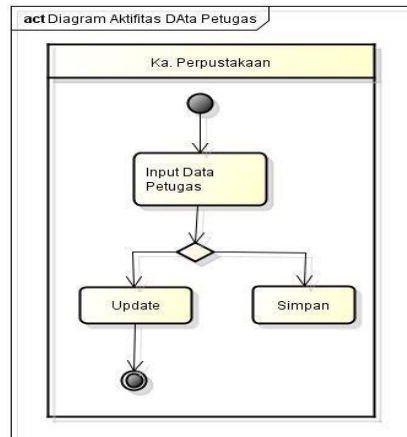 act Diagram Aktifitas DAta Petugas
Ka. Perpustakaan
Input Data
Petugas
Update
Simpan